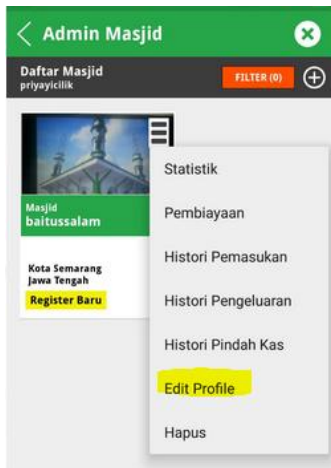 Admin Masjid
Daftar Masjid
priyayicilik
FILTER (0)
Masjid
baitussalam
Kota Semarang
Jawa Tengah
Register Baru
Statistik
Pembiayaan
Histori Pemasukan
Histori Pengeluaran
Histori Pindah Kas
Edit Profile
Hapus